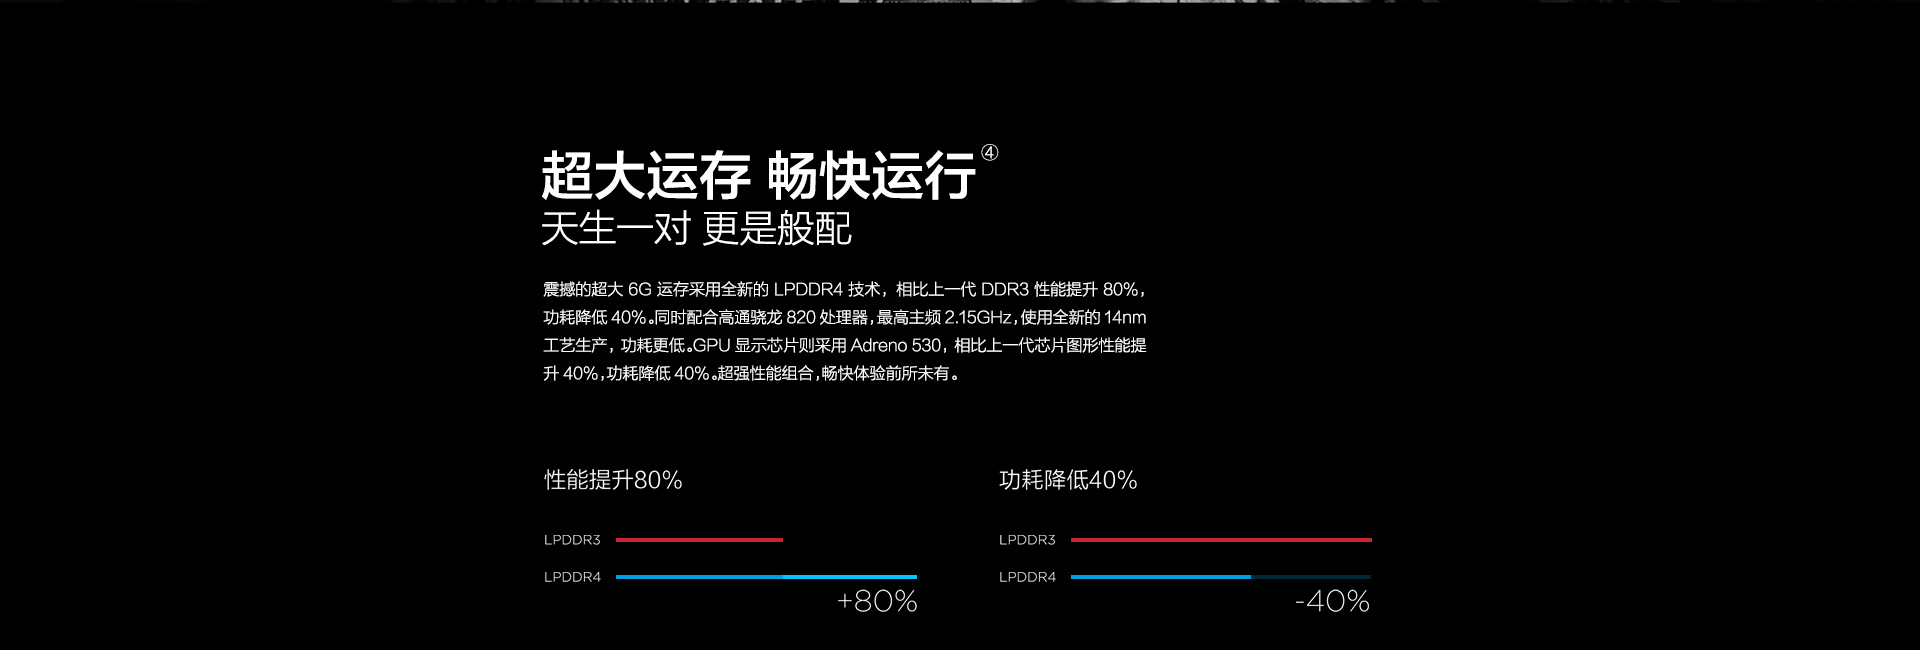 超大运存 畅快运行④
天生一对 更是般配
震撼的超大 6G 运存采用全新的 LPDDR4 技术，相比上一代 DDR3 性能提升 80%，
功耗降低 40%。同时配合高通骁龙 820 处理器，最高主频 2.15GHz，使用全新的 14nm
工艺生产，功耗更低。GPU 显示芯片则采用 Adreno 530，相比上一代芯片图形性能提
升 40%，功耗降低 40%。超强性能组合，畅快体验前所未有。
性能提升80%
LPDDR3
LPDDR4
+80%
功耗降低40%
LPDDR3
LPDDR4
-40%